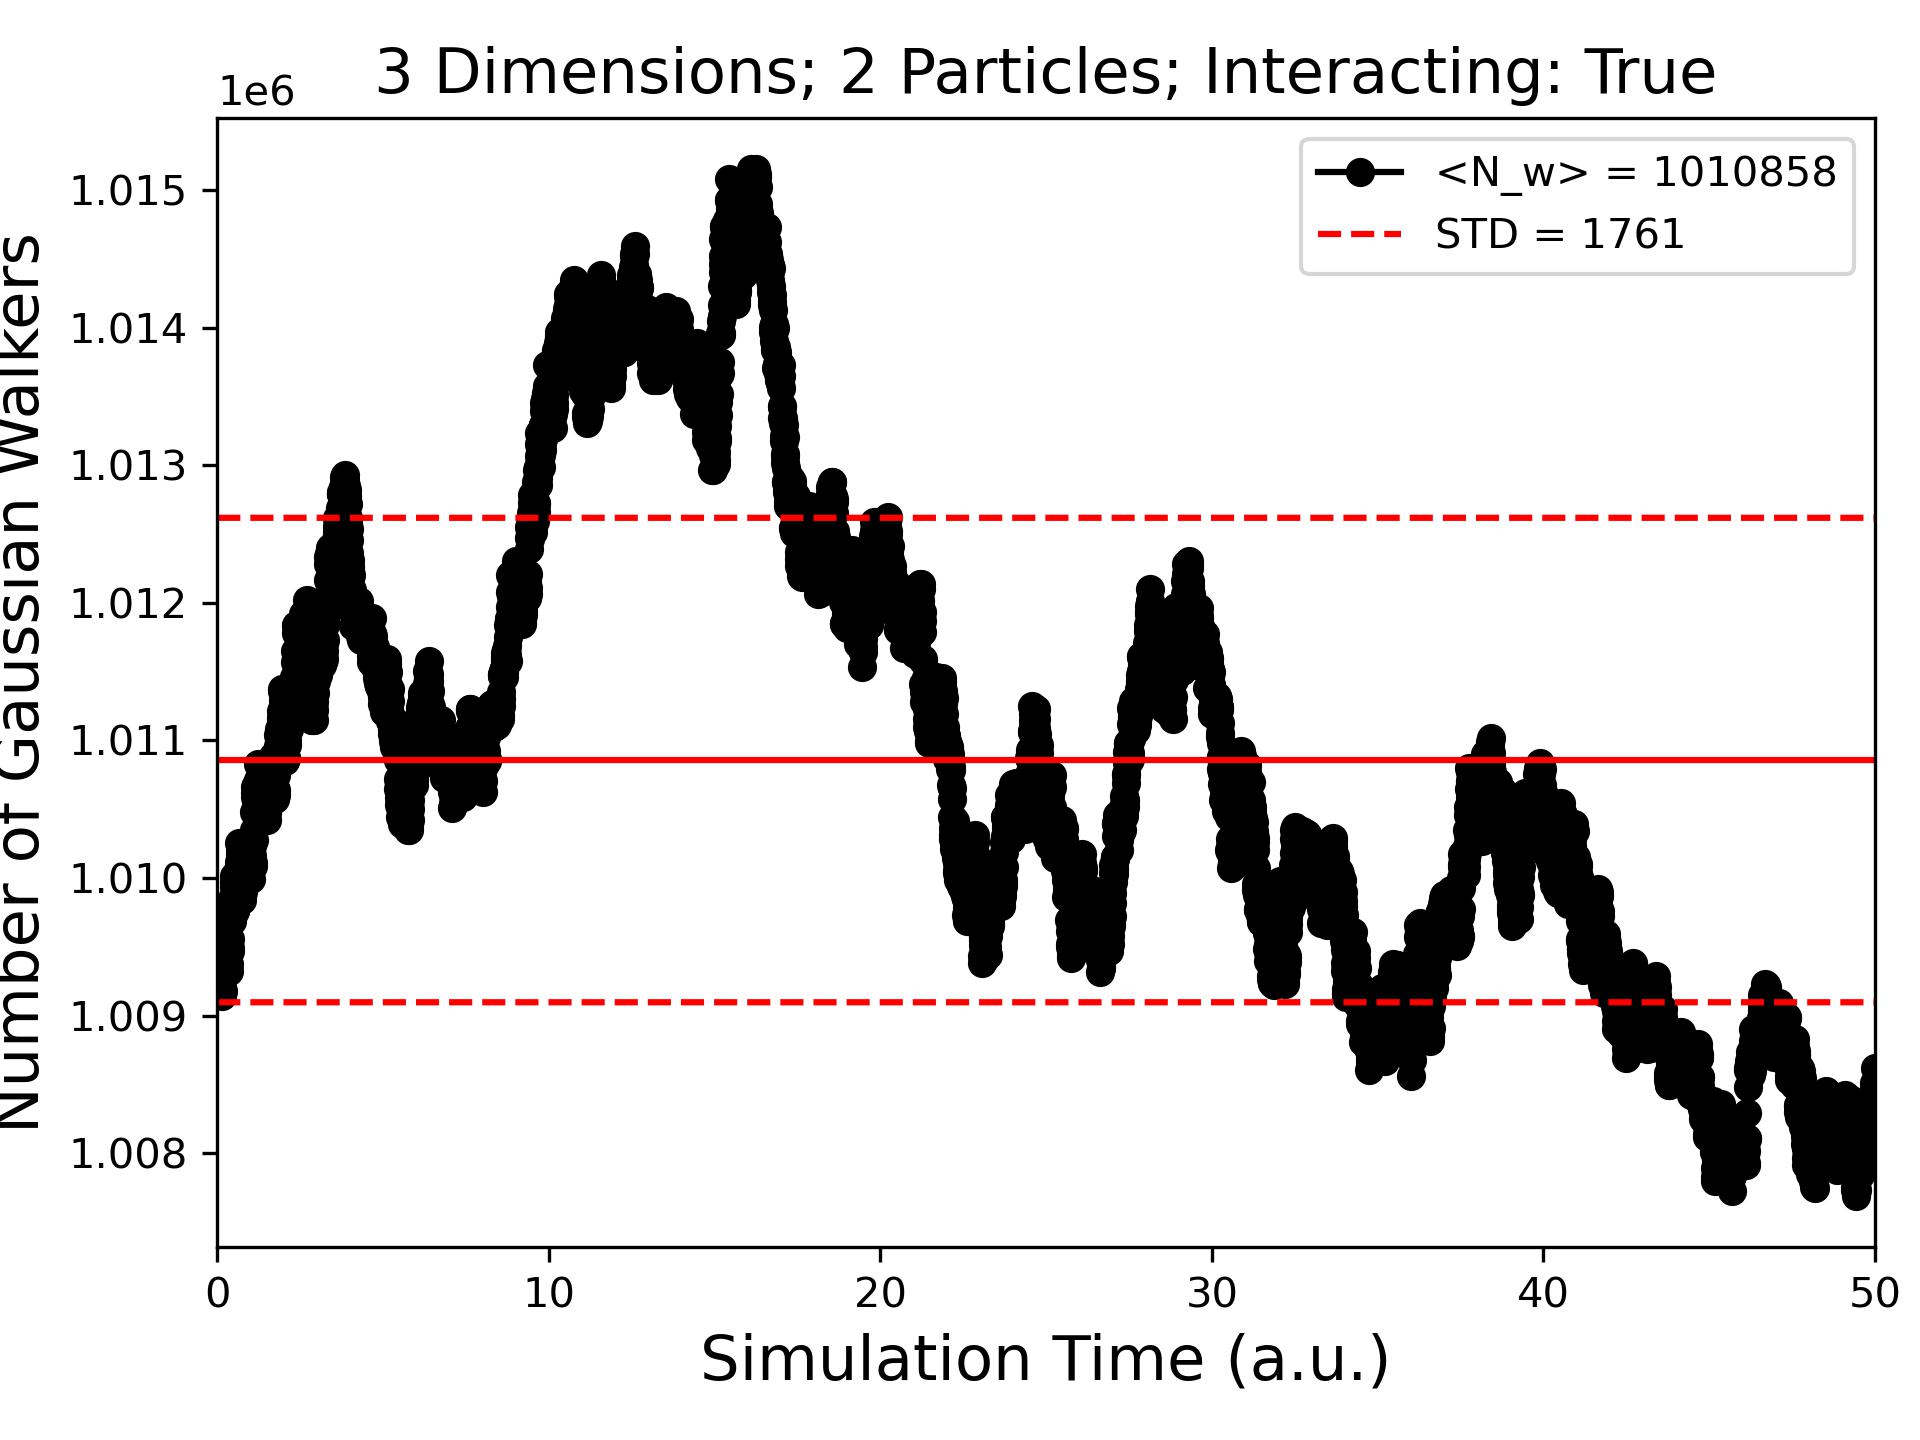 3 Dimensions; 2 Particles; Interacting: True
1e6
<N_w> = 1010858
STD = 1761
1.015
1.014
1.013
1.012
1.011
1.010
1.009
1.008
Number of Gaussian Walkers
0 10 20 30 40 50
Simulation Time (a.u.)